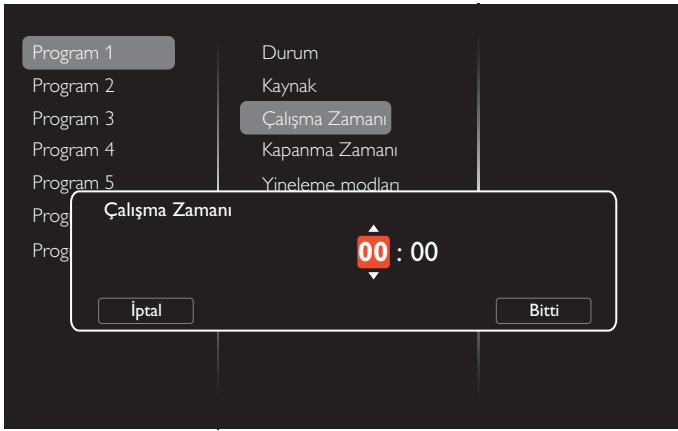 Program 1
Program 2
Program 3
Program 4
Program 5
Prog
Prog
Durum
Kaynak
Çalışma Zamanı
Kapanma Zamanı
Yineleme modları
Çalışma Zamanı
00 : 00
İptal
Bitti